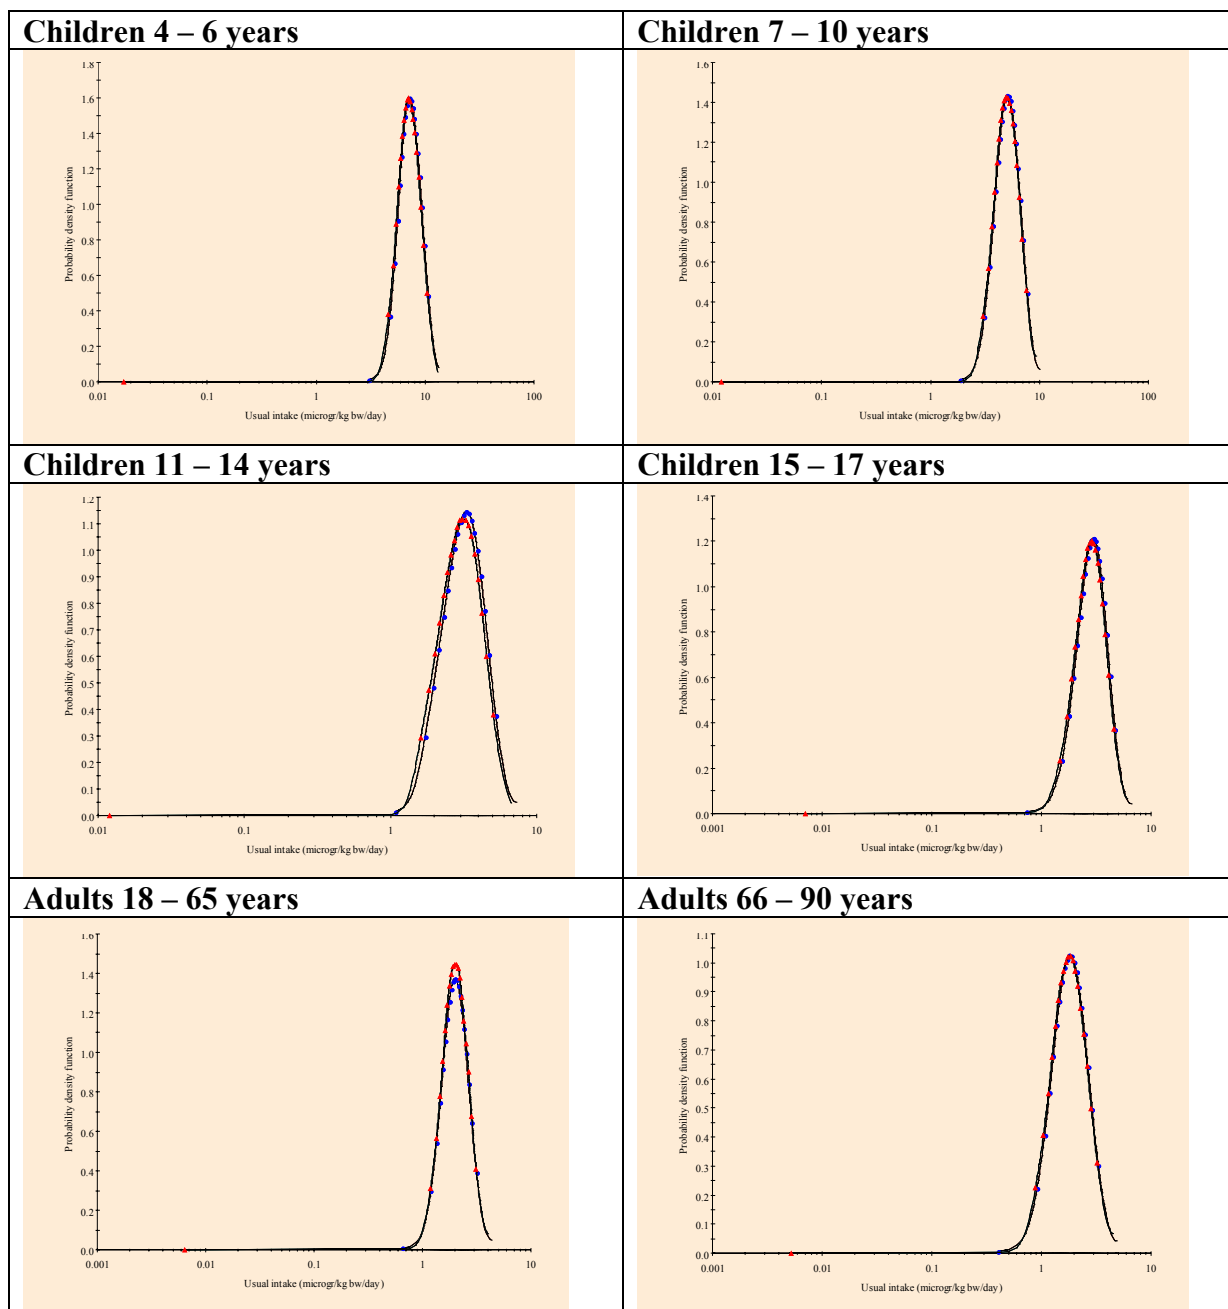 Children 4 – 6 years
Children 7 – 10 years
1.8
1.6
1.4
1.2
1.0
0.8
0.6
0.4
0.2
0.0
Probability density function
0.01 0.1 1 10 100
Usual intake (microgr/kg bw/day)
1.6
1.4
1.2
1.0
0.8
0.6
0.4
0.2
0.0
Probability density function
0.01 0.1 1 10 100
Usual intake (microgr/kg bw/day)
Children 11 – 14 years
Children 15 – 17 years
1.2
1.1
1.0
0.9
0.8
0.7
0.6
0.5
0.4
0.3
0.2
0.1
0.0
Probability density function
0.01 0.1 1 10
Usual intake (microgr/kg bw/day)
1.4
1.2
1.0
0.8
0.6
0.4
0.2
0.0
Probability density function
0.001 0.01 0.1 1 10
Usual intake (microgr/kg bw/day)
Adults 18 – 65 years
Adults 66 – 90 years
1.6
1.4
1.2
1.0
0.8
0.6
0.4
0.2
0.0
Probability density function
0.001 0.01 0.1 1 10
Usual intake (microgr/kg bw/day)
1.1
1.0
0.9
0.8
0.7
0.6
0.5
0.4
0.3
0.2
0.1
0.0
Probability density function
0.001 0.01 0.1 1 10
Usual intake (microgr/kg bw/day)